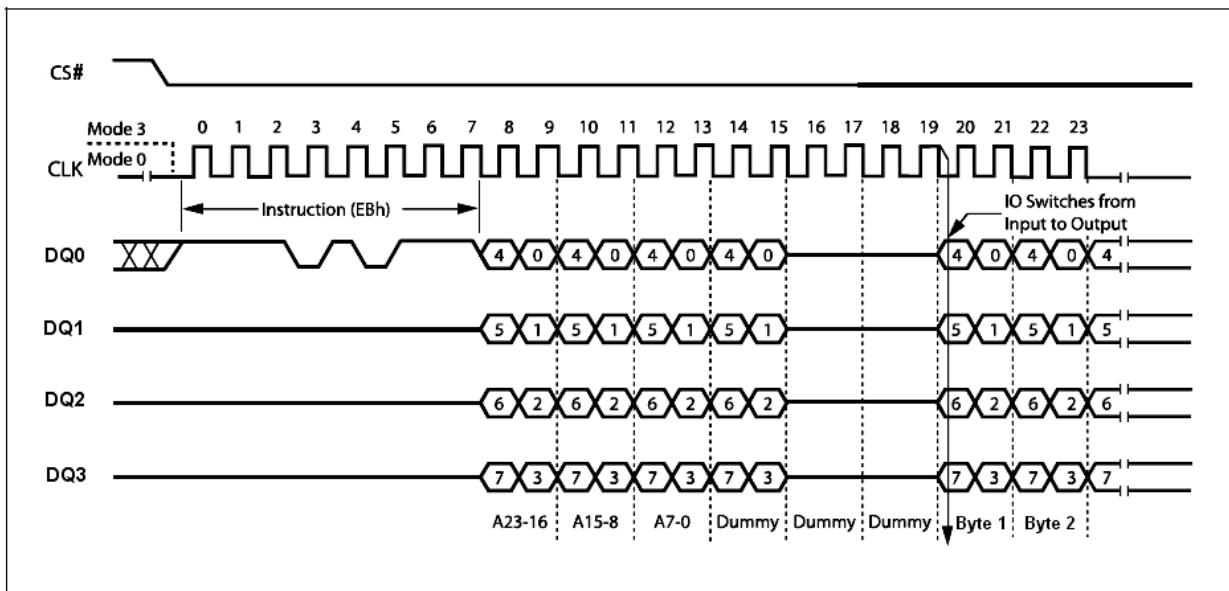 CS#
Mode 3
0 1 2 3 4 5 6 7 8 9 10 11 12 13 14 15 16 17 18 19 20 21 22 23
CLK Mode 0
Instruction (EBh)
IO Switches from
Input to Output
DQ0 4 0 4 0 4 0 4 0 4 0 4 0 4
DQ1 5 1 5 1 5 1 5 1 5 1 5 1 5
DQ2 6 2 6 2 6 2 6 2 6 2 6 2 6
DQ3 7 3 7 3 7 3 7 3 7 3 7 3 7
A23-16 A15-8 A7-0 Dummy Dummy Dummy Byte 1 Byte 2